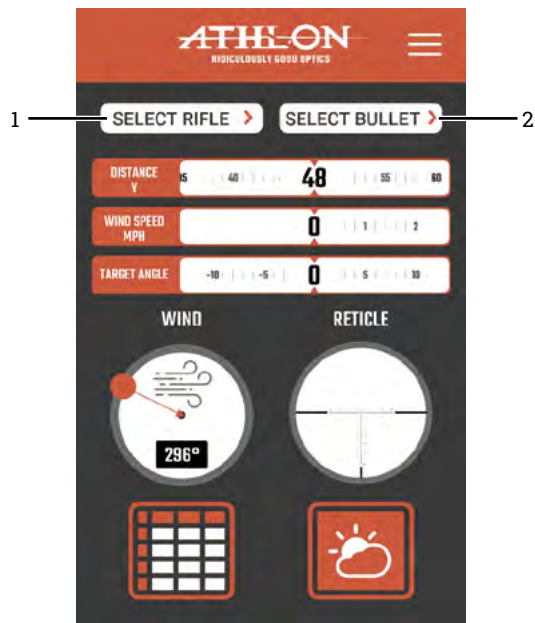 ATHLON
RIDICULOUSLY GOOD OPTICS
1
SELECT RIFLE >
SELECT BULLET >
2
DISTANCE
Y
40 48 55 60
WIND SPEED
MPH
0 1 2
TARGET ANGLE
-10 -5 0 5 10
WIND
RETICLE
296°